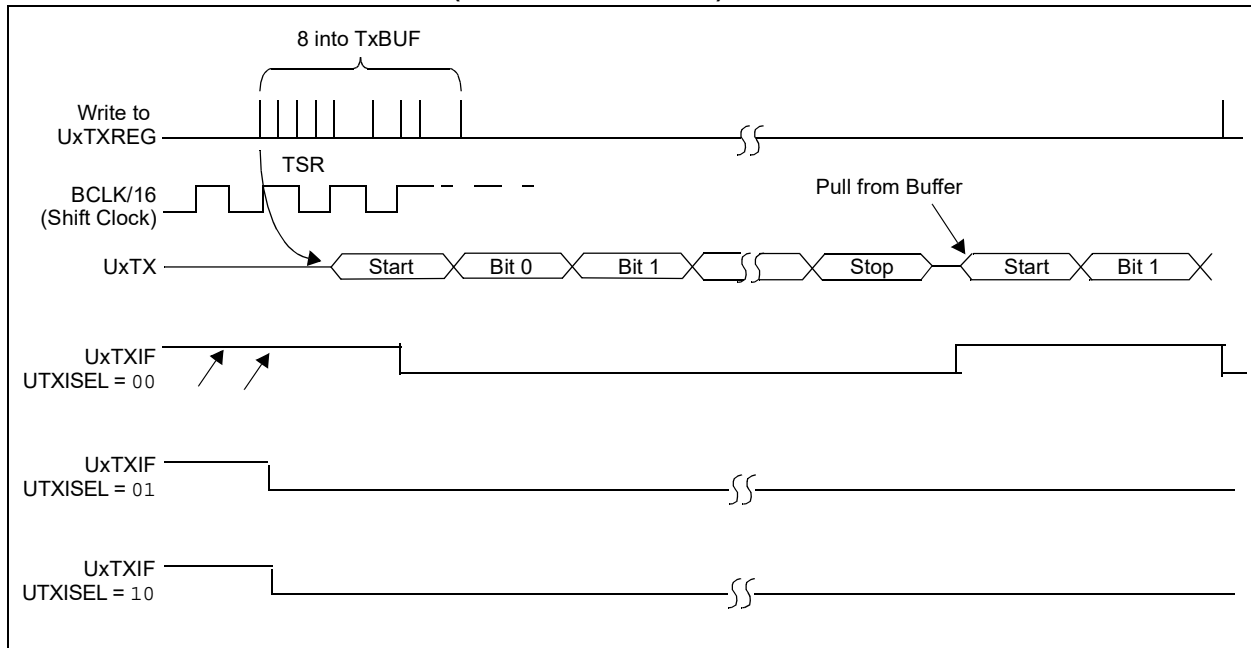 8 into TxBUF
Write to
UxTXREG
TSR
BCLK/16
(Shift Clock)
Pull from Buffer
UxTX
Start
Bit 0
Bit 1
Stop
Start
Bit 1
UxTXIF
UTXISEL = 00
UxTXIF
UTXISEL = 01
UxTXIF
UTXISEL = 10